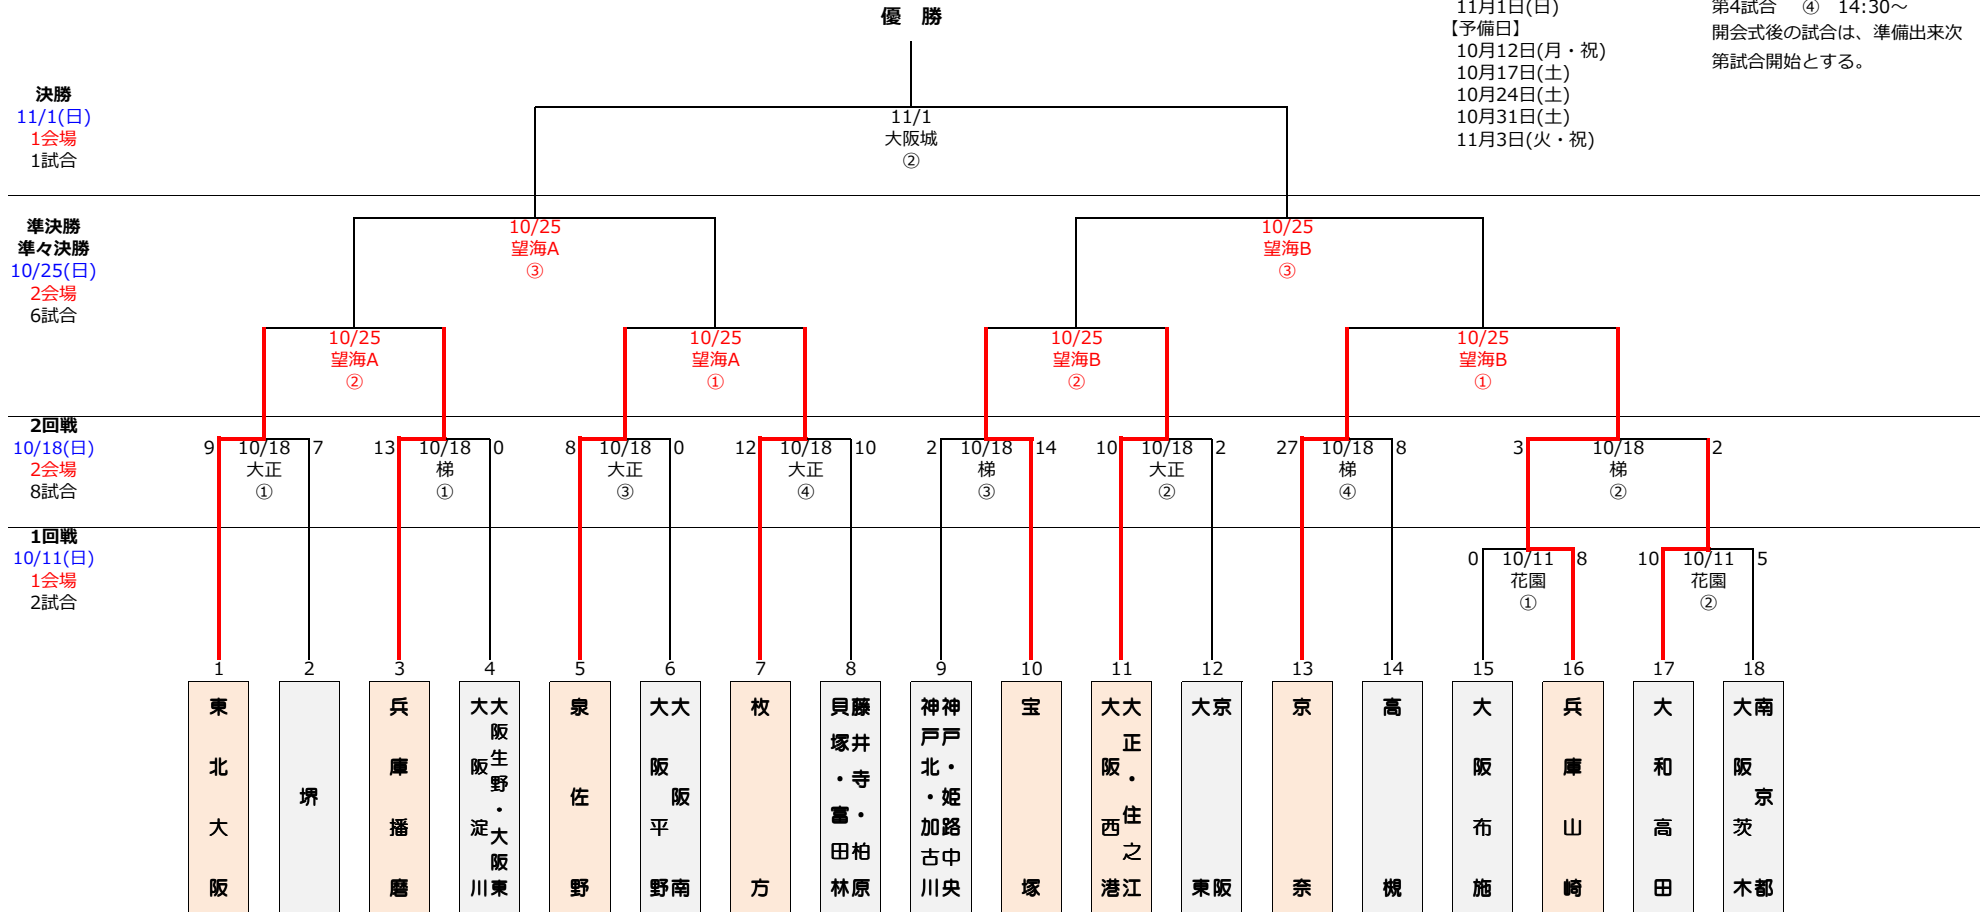 優　勝
11月1日(日)
【予備日】
10月12日(月・祝)
10月17日(土)
10月24日(土)
10月31日(土)
11月3日(火・祝)
第4試合　④　14:30～
開会式後の試合は、準備出来次
第試合開始とする。
決勝
11/1(日)
1会場
1試合
11/1
大阪城
②
準決勝
準々決勝
10/25(日)
2会場
6試合
10/25
望海A
③
10/25
望海B
③
10/25
望海A
②
10/25
望海A
①
10/25
望海B
②
10/25
望海B
①
2回戦
10/18(日)
2会場
8試合
9 10/18 7
大正
①
13 10/18 0
梯
①
8 10/18 0
大正
③
12 10/18 10
大正
④
2 10/18 14
梯
③
10 10/18 2
大正
②
27 10/18 8
梯
④
3 10/18 2
梯
②
1回戦
10/11(日)
1会場
2試合
0 10/11 8
花園
①
10 10/11 5
花園
②
1 2 3 4 5 6 7 8 9 10 11 12 13 14 15 16 17 18
東北大阪
堺
兵庫播磨
大阪生野・大阪東
大阪淀川
泉佐野
大阪南
大阪平野
枚方
藤井寺・柏原
貝塚・富田林
神戸・姫路中央
神戸北・加古川
宝塚
大正・住之江
大阪西港
京阪
大東
京奈
高槻
大阪布施
兵庫山崎
大和高田
南京都
大阪茨木